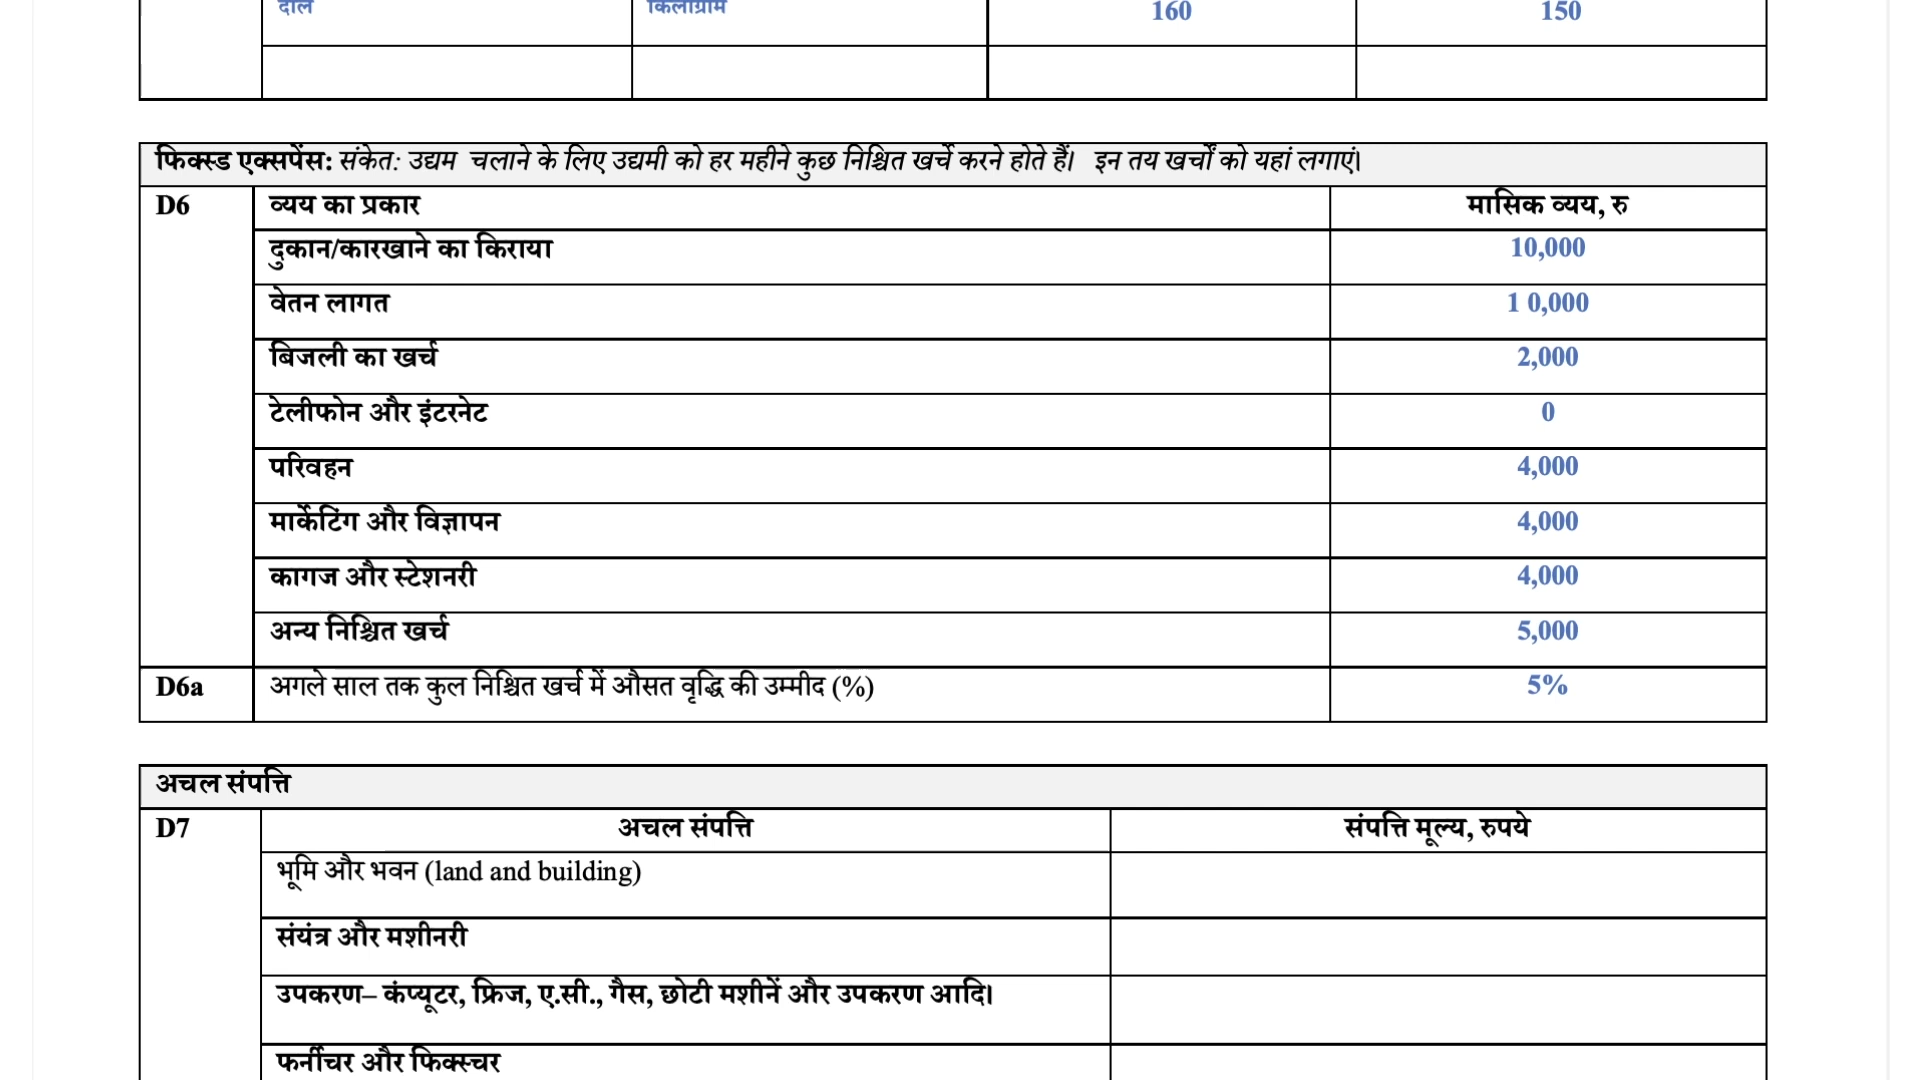 दाल किलोग्राम 160 150
फिक्स्ड एक्सपेंस: संकेत: उद्यम चलाने के लिए उद्यमी को हर महीने कुछ निश्चित खर्चे करने होते हैं। इन तय खर्चों को यहां लगाएं।
D6 व्यय का प्रकार मासिक व्यय, रु
दुकान/कारखाने का किराया 10,000
वेतन लागत 1 0,000
बिजली का खर्च 2,000
टेलीफोन और इंटरनेट 0
परिवहन 4,000
मार्केटिंग और विज्ञापन 4,000
कागज और स्टेशनरी 4,000
अन्य निश्चित खर्च 5,000
D6a अगले साल तक कुल निश्चित खर्च में औसत वृद्धि की उम्मीद (%) 5%
अचल संपत्ति
D7 अचल संपत्ति संपत्ति मूल्य, रुपये
भूमि और भवन (land and building)
संयंत्र और मशीनरी
उपकरण– कंप्यूटर, फ्रिज, ए.सी., गैस, छोटी मशीनें और उपकरण आदि।
फर्नीचर और फिक्स्चर